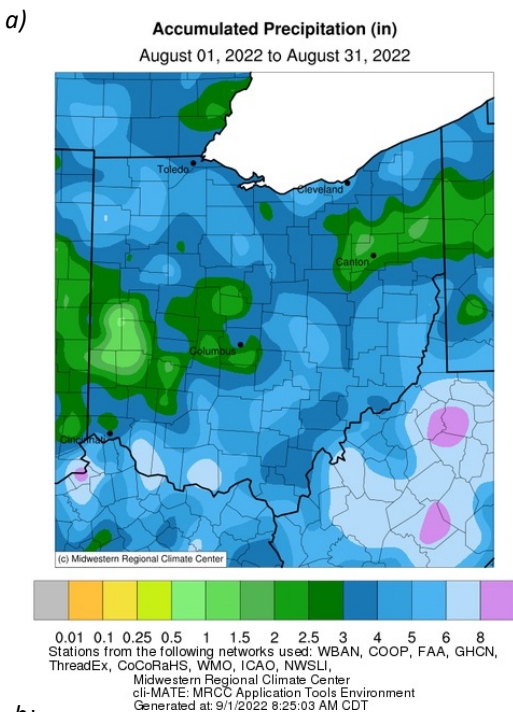 a)
Accumulated Precipitation (in)
August 01, 2022 to August 31, 2022
Toledo
Cleveland
Canton
Columbus
Cincinnati
(c) Midwestern Regional Climate Center
0.01 0.1 0.25 0.5 1 1.5 2 2.5 3 4 5 6 8
Stations from the following networks used: WBAN, COOP, FAA, GHCN,
ThreadEx, CoCoRaHS, WMO, ICAO, NWSLI,
Midwestern Regional Climate Center
cli-MATE: MRCC Application Tools Environment
Generated at: 9/1/2022 8:25:03 AM CDT